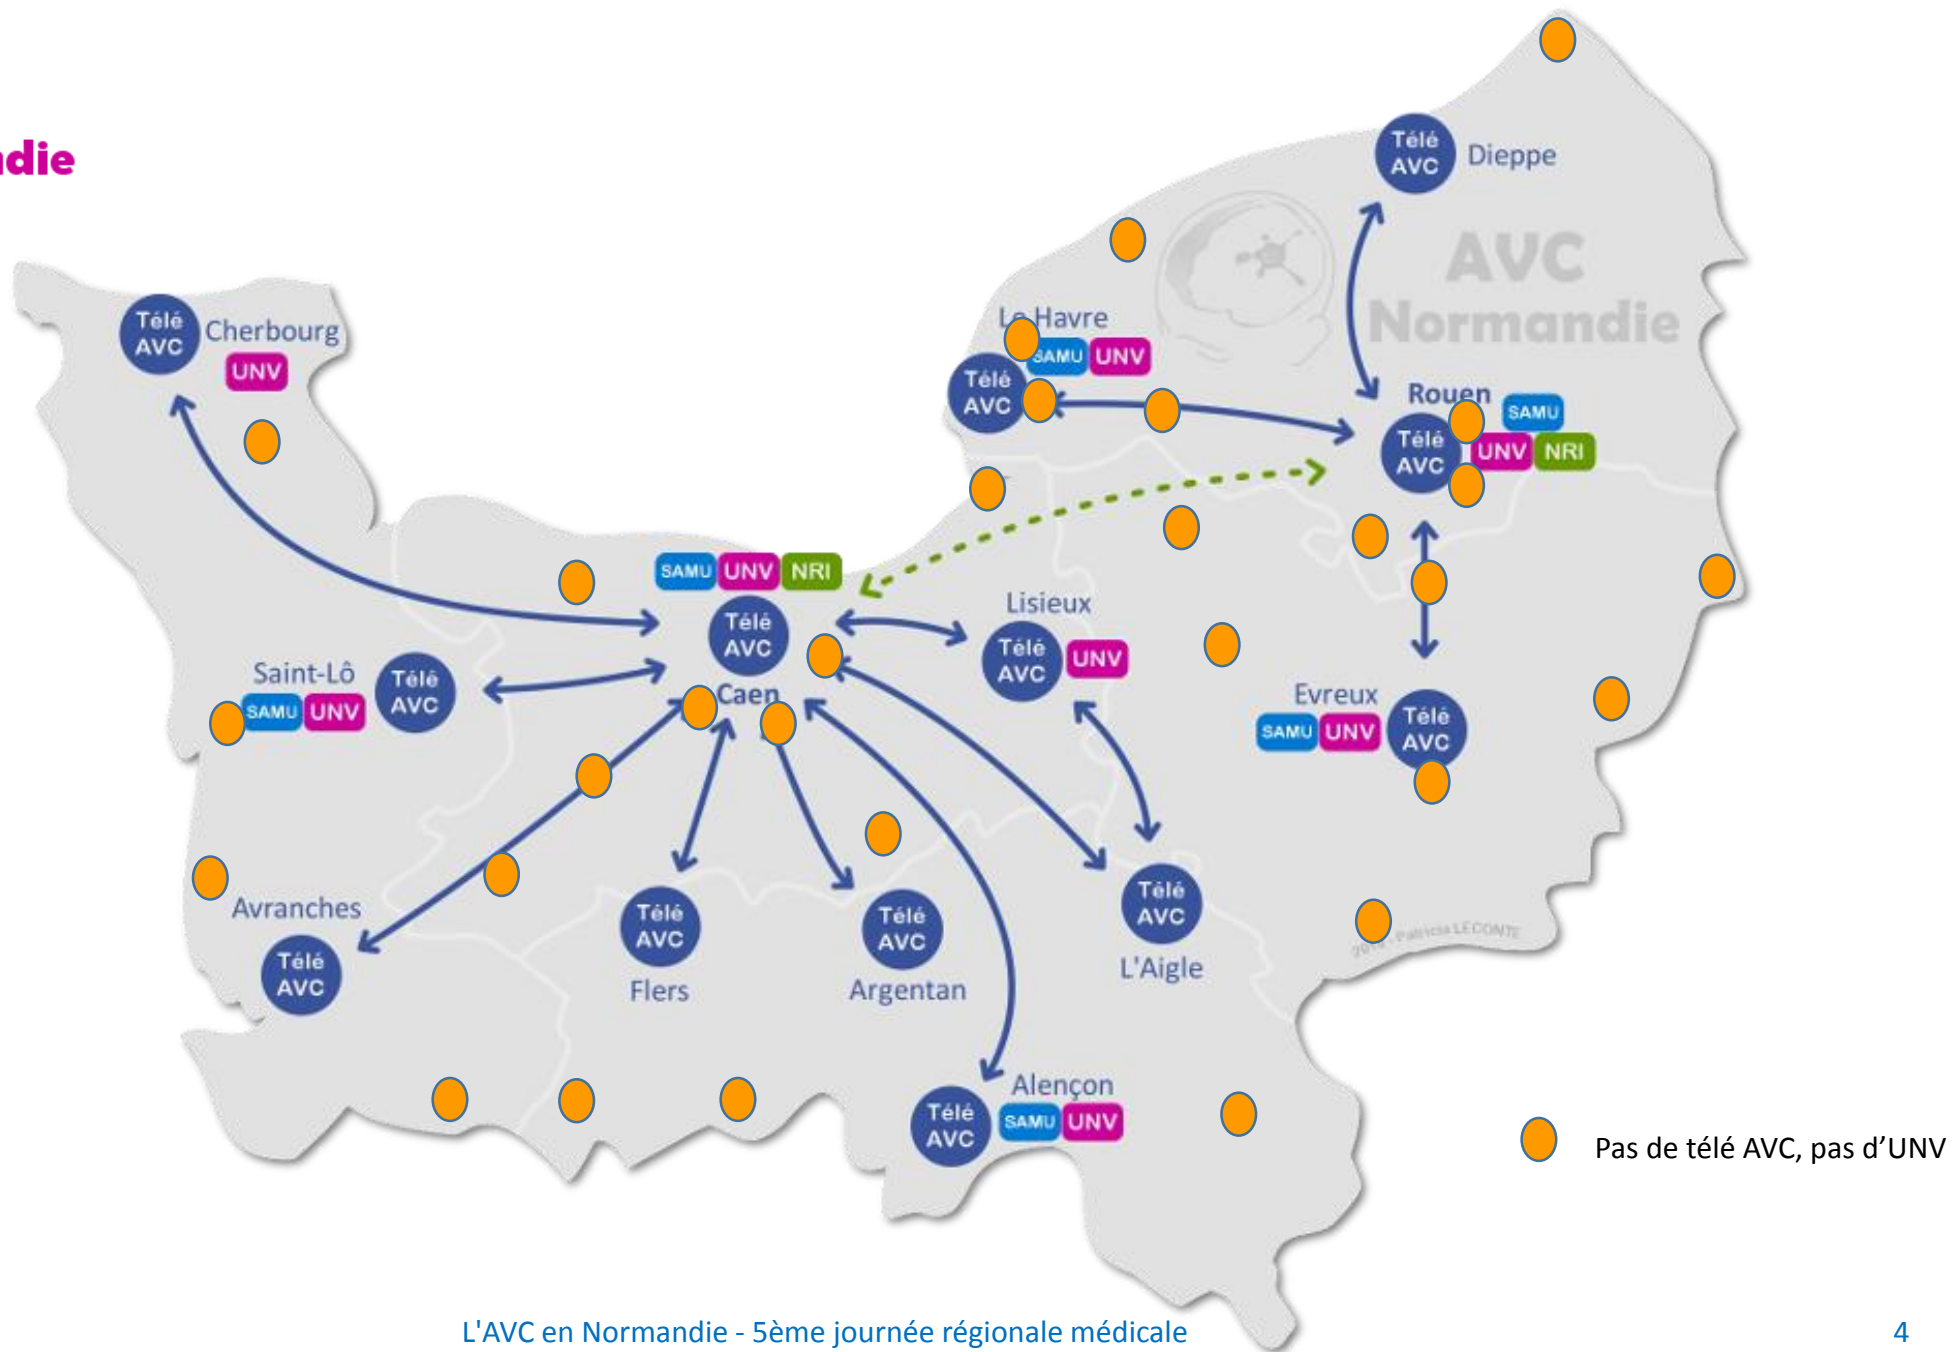 ndie
Télé
AVC
Dieppe
AVC
Normandie
Télé
AVC
Cherbourg
UNV
Le Havre
SAMU
UNV
Télé
AVC
Rouen
SAMU
Télé
AVC
UNV
NRI
SAMU
UNV
NRI
Télé
AVC
Caen
Lisieux
Télé
AVC
UNV
Saint-Lô
SAMU
UNV
Télé
AVC
Evreux
SAMU
UNV
Télé
AVC
Avranches
Télé
AVC
Télé
AVC
Flers
Télé
AVC
Argentan
Télé
AVC
L'Aigle
Patricia LECONTE
Alençon
Télé
AVC
SAMU
UNV
Pas de télé AVC, pas d’UNV
L'AVC en Normandie - 5ème journée régionale médicale
4